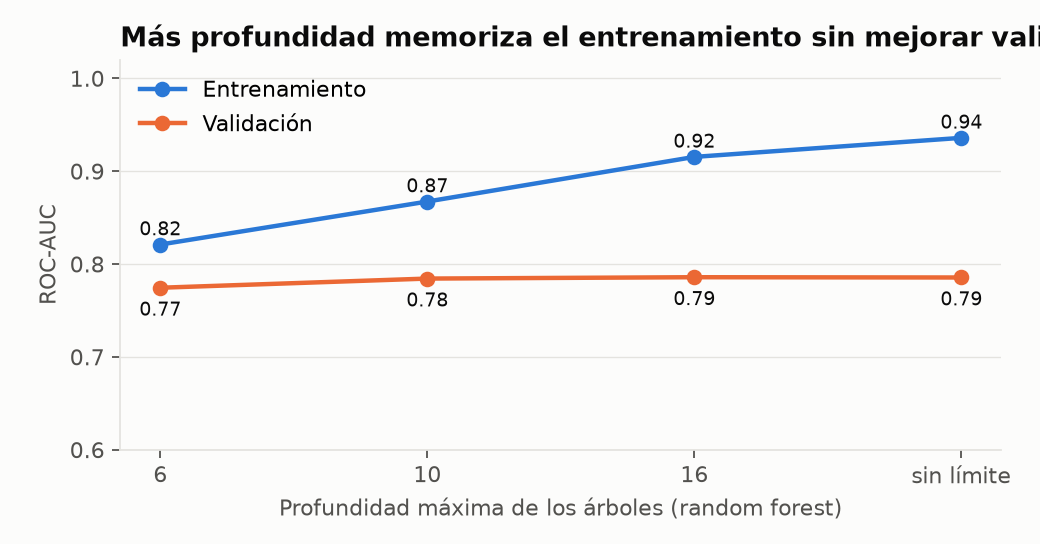 Más profundidad memoriza el entrenamiento sin mejorar vali
1.0
0.9
0.8
0.7
0.6
ROC-AUC
Entrenamiento
Validación
0.82
0.87
0.92
0.94
0.77
0.78
0.79
0.79
6
10
16
sin límite
Profundidad máxima de los árboles (random forest)